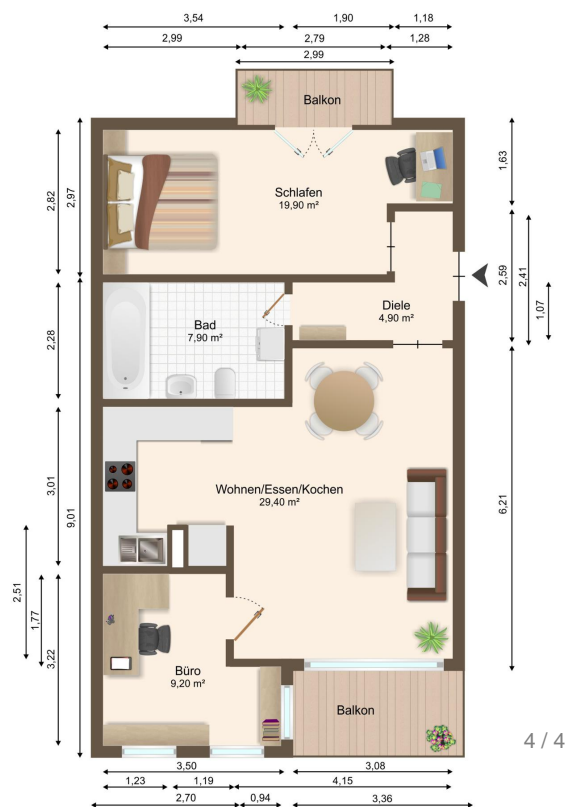 3,54
1,90
1,18
2,99
2,79
1,28
2,99
Balkon
2,82
2,97
Schlafen
19,90 m²
1,63
2,59
2,41
1,07
Diele
4,90 m²
Bad
7,90 m²
2,28
3,01
9,01
Wohnen/Essen/Kochen
29,40 m²
6,21
2,51
1,77
3,22
Büro
9,20 m²
Balkon
4 / 4
3,50
3,08
1,23
1,19
4,15
2,70
0,94
3,36